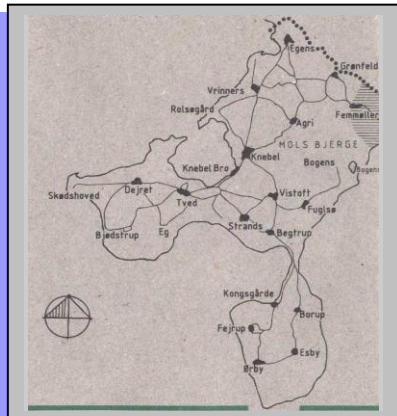 Egens
Grønfeld
Vrinners
Femmøller
Rolsøgård
Agri
MOLS BJERGE
Knebel
Bogens
Bogens
Knebel Bro
Dejret
Skødshoved
Tved
Vistoft
Fuglsø
Strands
Bjødstrup
Eg
Begtrup
Kongsgårde
Borup
Fejrup
Esby
Ørby